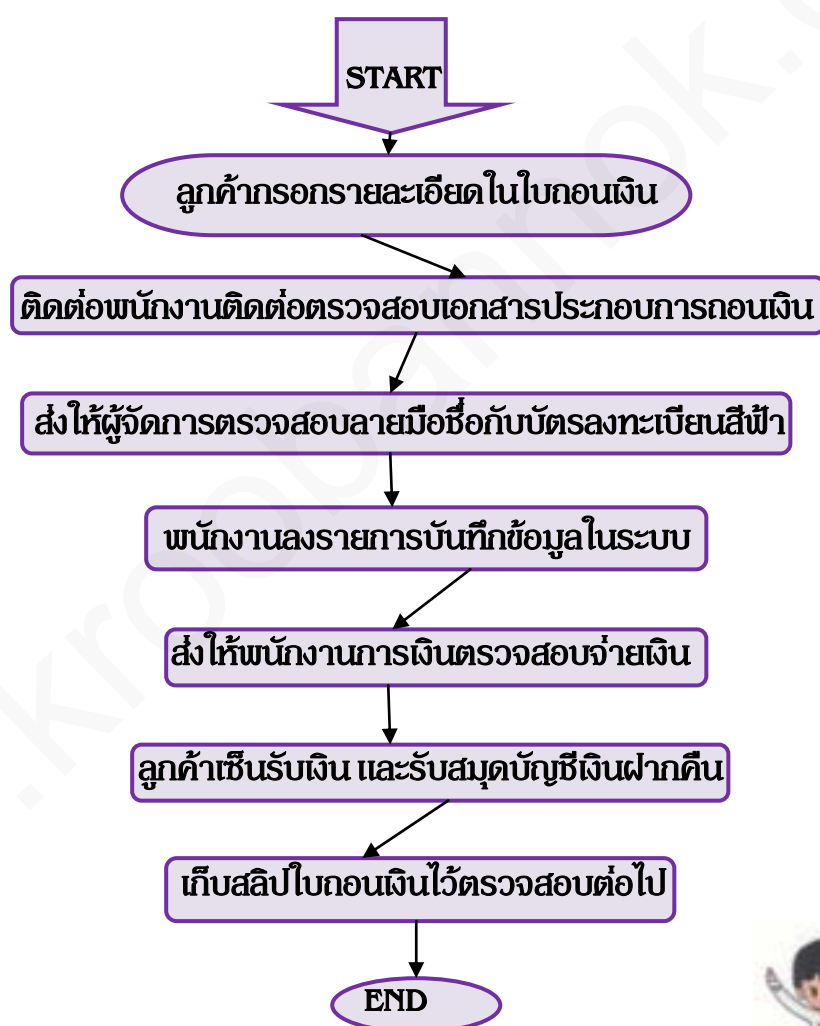 START
ลูกค้ากรอกรายละเอียดในใบถอนเงิน
ติดต่อพนักงานติดต่อตรวจสอบเอกสารประกอบการถอนเงิน
ส่งให้ผู้จัดการตรวจสอบลายมือชื่อกับบัตรลงทะเบียนสีฟ้า
พนักงานลงรายการบันทึกข้อมูลในระบบ
ส่งให้พนักงานการเงินตรวจสอบจ่ายเงิน
ลูกค้าเซ็นรับเงิน และรับสมุดบัญชีเงินฝากคืน
เก็บสลิปใบถอนเงินไว้ตรวจสอบต่อไป
END
.kroobannok.